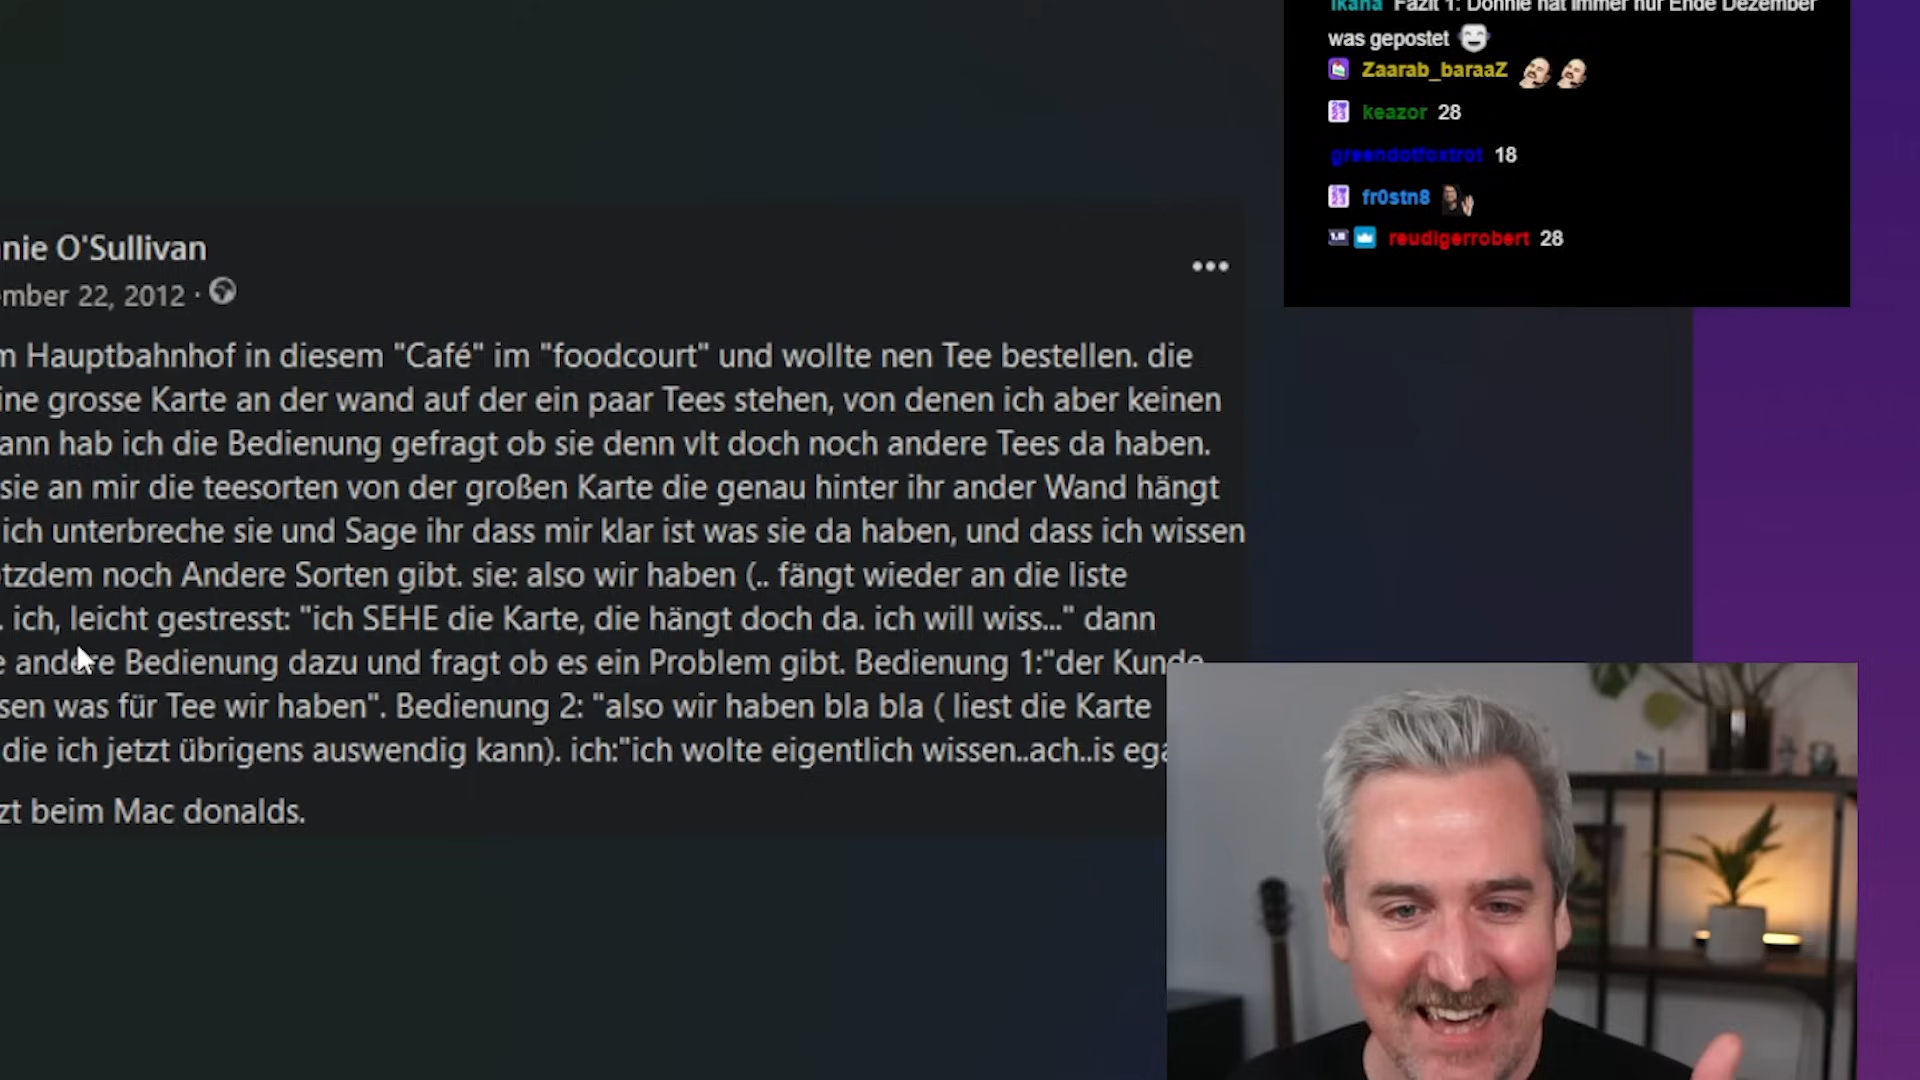 Ikana Fazit 1: Donnie hat immer nur Ende Dezember
was gepostet
Zaarab_baraaZ
keazor 28
greendotfoxtrot 18
fr0stn8
reudigerrobert 28
nie O'Sullivan
ember 22, 2012 ·
m Hauptbahnhof in diesem "Café" im "foodcourt" und wollte nen Tee bestellen. die
ine grosse Karte an der wand auf der ein paar Tees stehen, von denen ich aber keinen
ann hab ich die Bedienung gefragt ob sie denn vlt doch noch andere Tees da haben.
sie an mir die teesorten von der großen Karte die genau hinter ihr ander Wand hängt
ich unterbreche sie und Sage ihr dass mir klar ist was sie da haben, und dass ich wissen
otzdem noch Andere Sorten gibt. sie: also wir haben (.. fängt wieder an die liste
. ich, leicht gestresst: "ich SEHE die Karte, die hängt doch da. ich will wiss..." dann
e andere Bedienung dazu und fragt ob es ein Problem gibt. Bedienung 1:"der Kunde
sen was für Tee wir haben". Bedienung 2: "also wir haben bla bla ( liest die Karte
die ich jetzt übrigens auswendig kann). ich:"ich wolte eigentlich wissen..ach..is ega
zt beim Mac donalds.